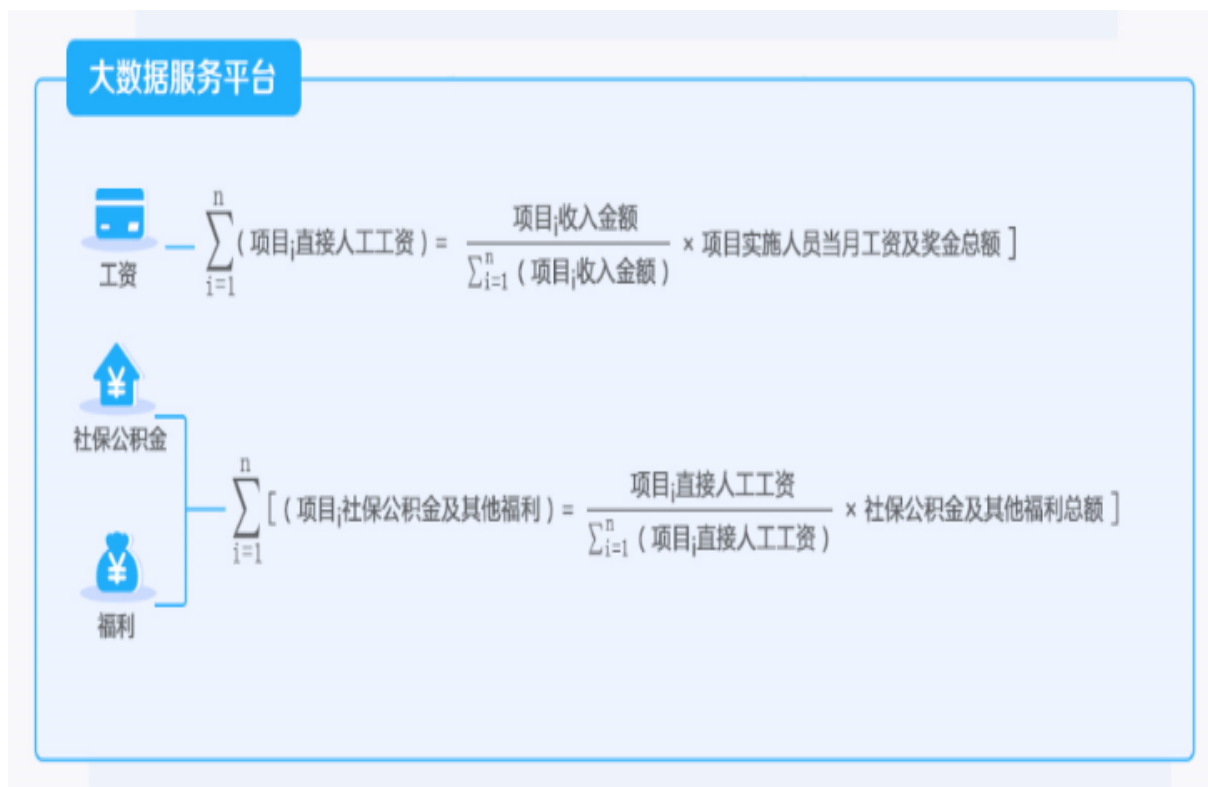 大数据服务平台
工资
n
∑
i=1
(项目i直接人工工资) = 项目i收入金额 / ∑ni=1 (项目i收入金额) × 项目实施人员当月工资及奖金总额 ]
¥
社保公积金
n
∑
i=1
[ (项目i社保公积金及其他福利) = 项目i直接人工工资 / ∑ni=1 (项目i直接人工工资) × 社保公积金及其他福利总额 ]
¥
福利